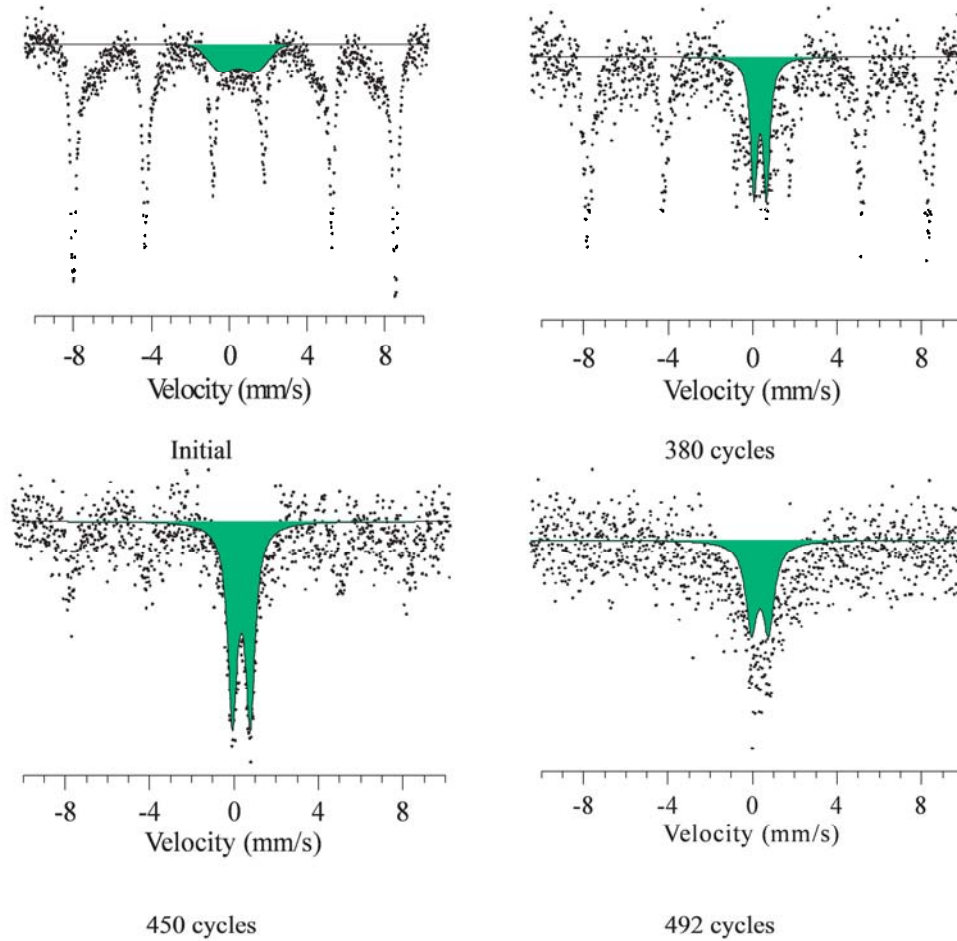 -8 -4 0 4 8
Velocity (mm/s)
Initial
-8 -4 0 4 8
Velocity (mm/s)
380 cycles
-8 -4 0 4 8
Velocity (mm/s)
450 cycles
-8 -4 0 4 8
Velocity (mm/s)
492 cycles